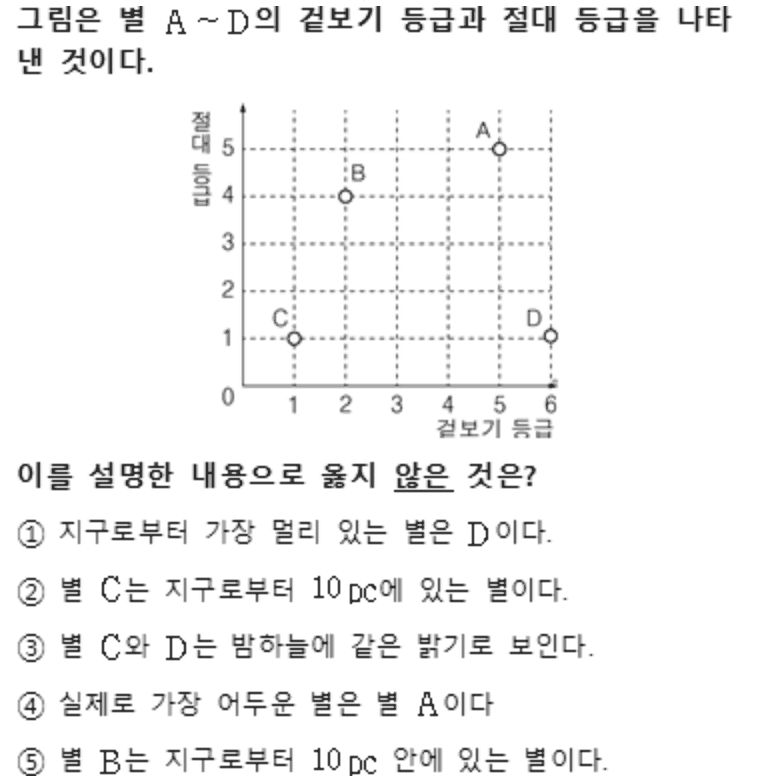 그림은 별 A ~ D의 겉보기 등급과 절대 등급을 나타
낸 것이다.
절대 등급
5
4
3
2
1
0
A
B
C
D
1 2 3 4 5 6
겉보기 등급
이를 설명한 내용으로 옳지 않은 것은?
① 지구로부터 가장 멀리 있는 별은 D이다.
② 별 C는 지구로부터 10pc에 있는 별이다.
③ 별 C와 D는 밤하늘에 같은 밝기로 보인다.
④ 실제로 가장 어두운 별은 별 A이다
⑤ 별 B는 지구로부터 10pc 안에 있는 별이다.